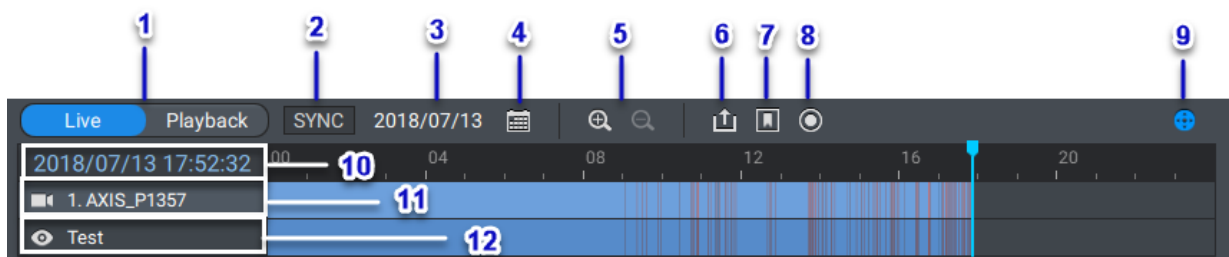 1 2 3 4 5 6 7 8 9
Live Playback SYNC 2018/07/13
2018/07/13 17:52:32 00 04 08 12 16 20
10
1. AXIS_P1357
11
Test
12